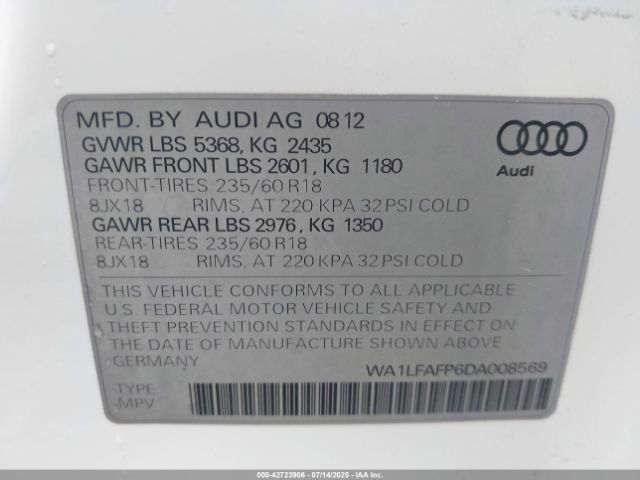 MFD. BY AUDI AG 0812
GVWR LBS 5368, KG 2435
GAWR FRONT LBS 2601, KG 1180
FRONT-TIRES 235/60 R18
8JX18 RIMS, AT 220 KPA 32 PSI COLD
GAWR REAR LBS 2976, KG 1350
REAR-TIRES 235/60 R18
8JX18 RIMS, AT 220 KPA 32 PSI COLD
Audi
THIS VEHICLE CONFORMS TO ALL APPLICABLE
U.S. FEDERAL MOTOR VEHICLE SAFETY AND
THEFT PREVENTION STANDARDS IN EFFECT ON
THE DATE OF MANUFACTURE SHOWN ABOVE
GERMANY
WA1LFAFP6DA008569
TYPE
MPV
000-42723906 - 07/14/2025 - IAAI.COM